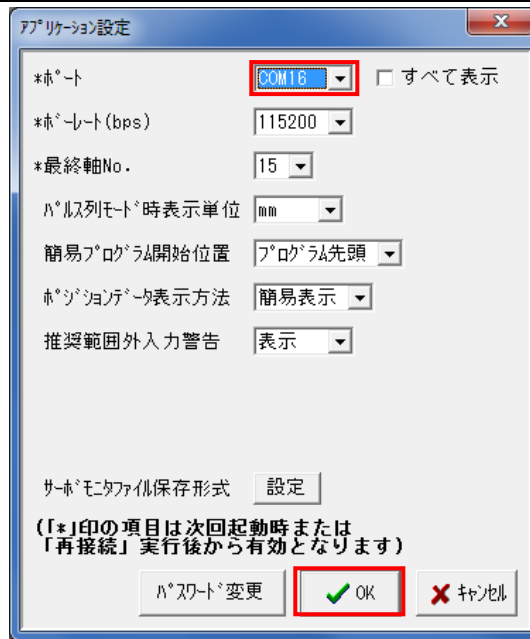 ｱﾌﾟﾘｹｰｼｮﾝ設定
*ﾎﾟｰﾄ COM16 すべて表示
*ﾎﾞｰﾚｰﾄ(bps) 115200
*最終軸No. 15
ﾊﾟﾙｽ列ﾓｰﾄﾞ時表示単位 mm
簡易ﾌﾟﾛｸﾞﾗﾑ開始位置 ﾌﾟﾛｸﾞﾗﾑ先頭
ﾎﾟｼﾞｼｮﾝﾃﾞｰﾀ表示方法 簡易表示
推奨範囲外入力警告 表示
ｻｰﾎﾞﾓﾆﾀﾌｧｲﾙ保存形式 設定
(｢*｣印の項目は次回起動時または
｢再接続｣実行後から有効となります)
ﾊﾟｽﾜｰﾄﾞ変更 OK ｷｬﾝｾﾙ